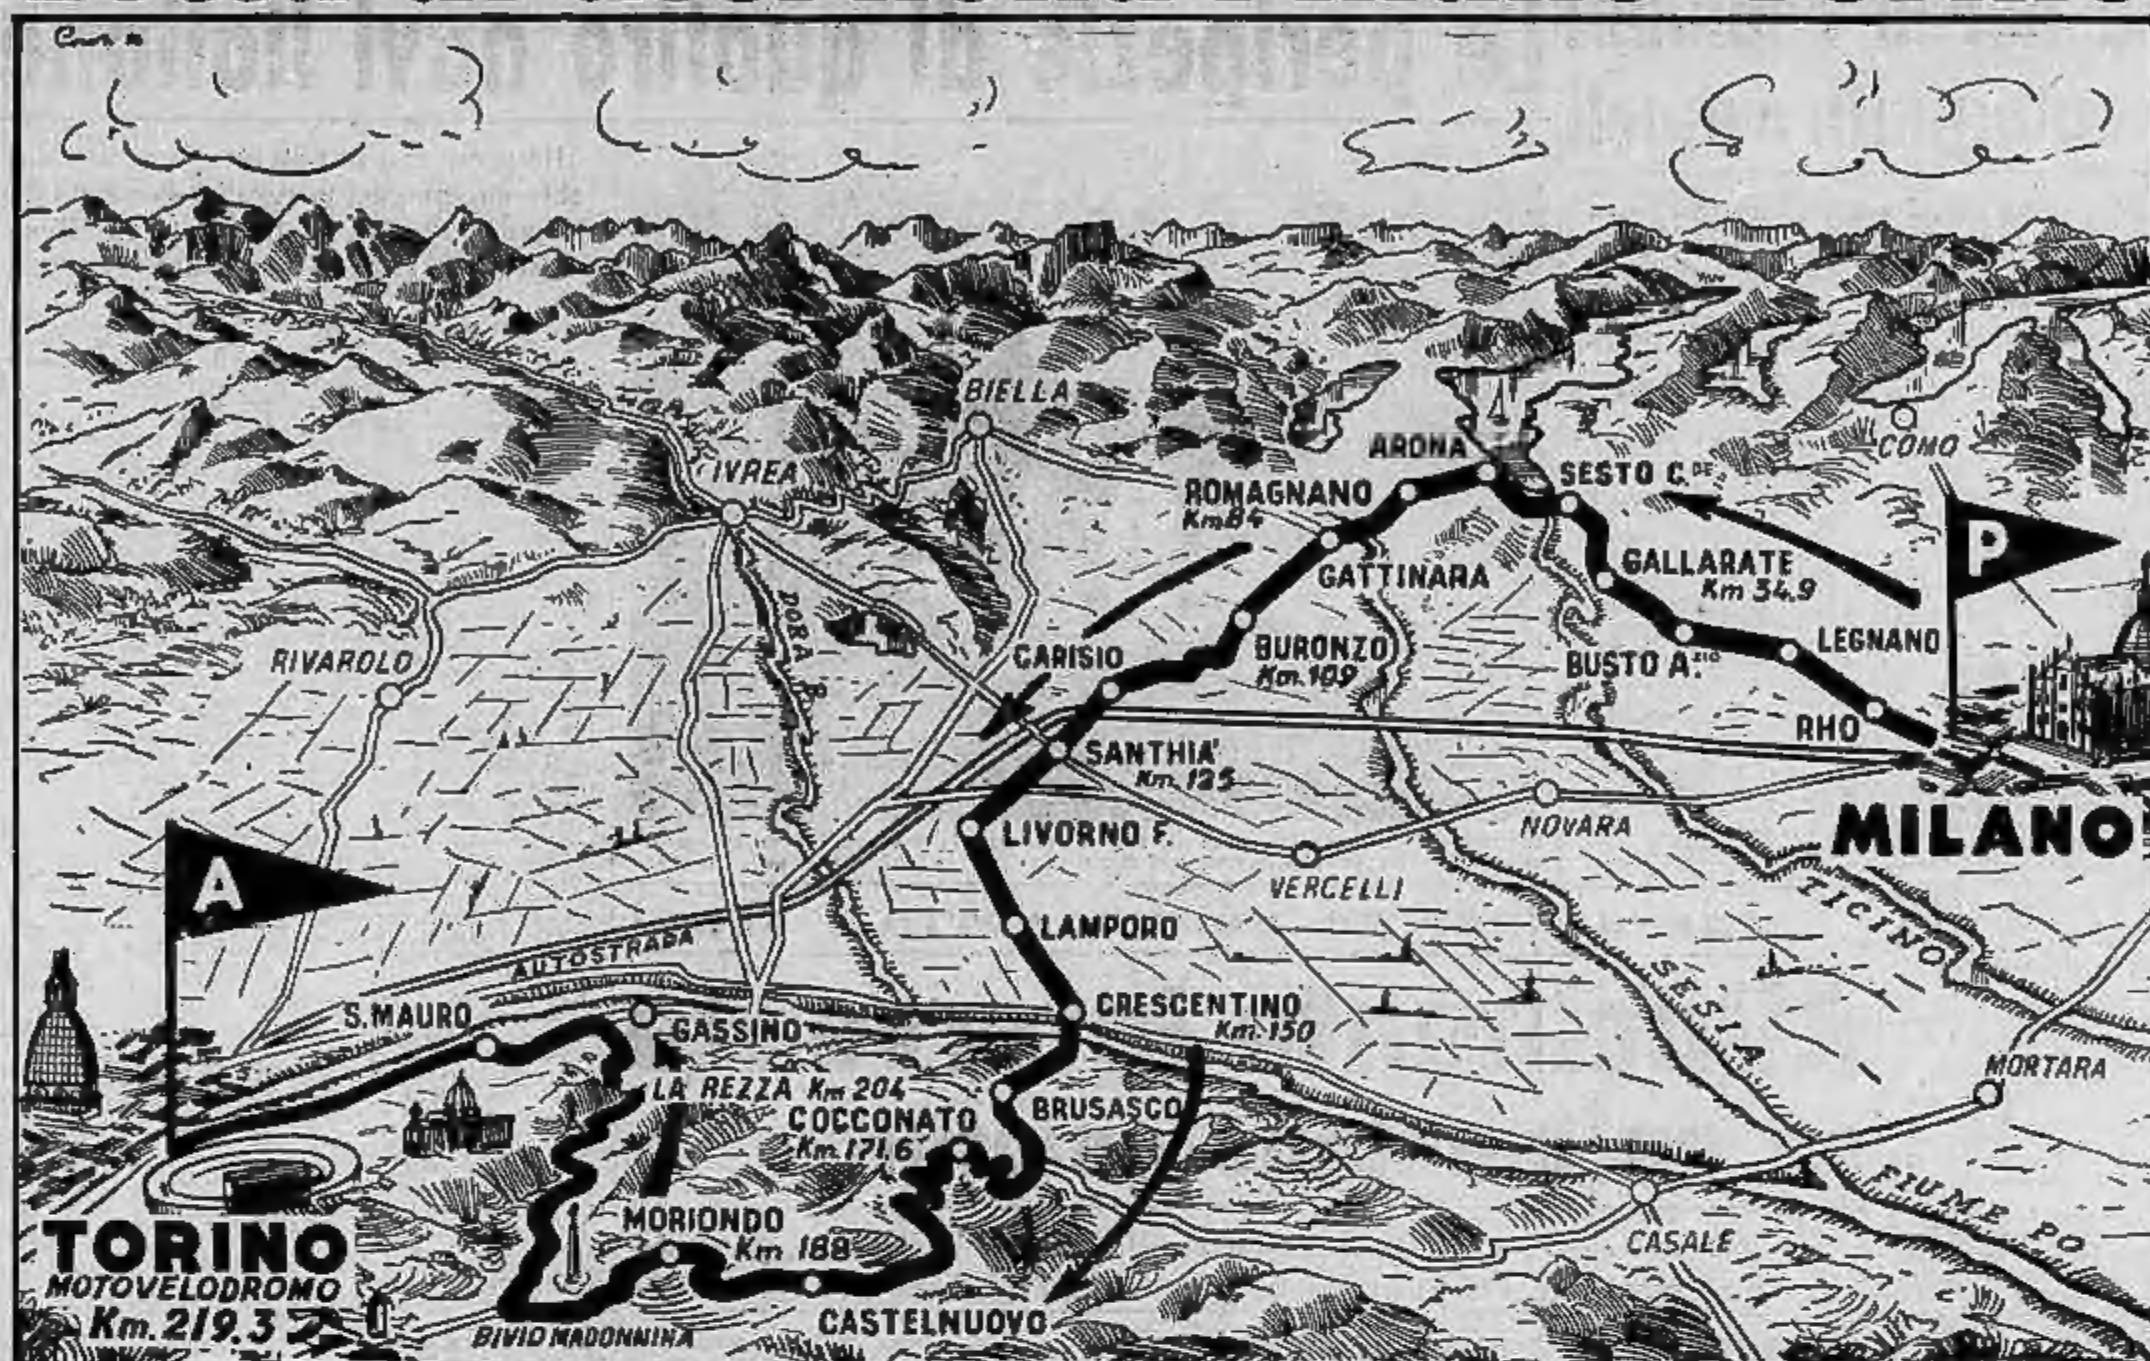 BIELLA
IVREA
ARONA
COMO
ROMAGNANO
Km 84
SESTO C.DE
P
GATTINARA
GALLARATE
Km 34.9
DORA B.
RIVAROLO
CARISIO
BURONZO
Km. 109
BUSTO A.ZIO
LEGNANO
RHO
SANTHIA'
Km. 125
NOVARA
MILANO
LIVORNO F.
A
VERCELLI
TICINO
LAMPORO
AUTOSTRADA
SESIA
S. MAURO
GASSINO
CRESCENTINO
Km. 150
MORTARA
LA REZZA Km 204
COCCONATO
Km. 171.6
BRUSASCO
FIUME PO
MORIONDO
Km 188
CASALE
TORINO
MOTOVELODROMO
Km. 219.3
BIVIO MADONNINA
CASTELNUOVO